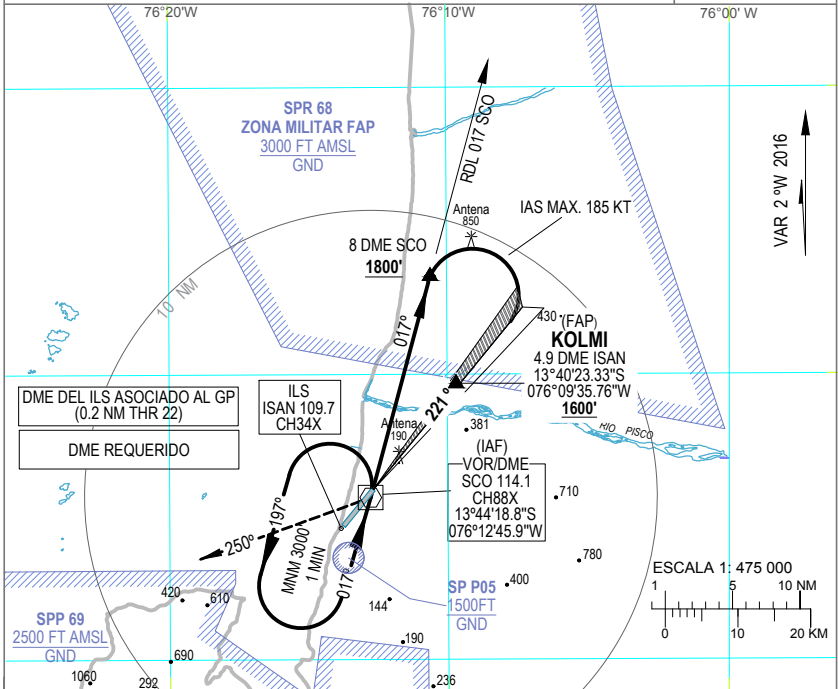 76°20'W
76°10'W
76°00' W
SPR 68
ZONA MILITAR FAP
3000 FT AMSL
GND
RDL 017 SCO
VAR 2 ºW 2016
Antena
850
IAS MAX. 185 KT
8 DME SCO
1800'
10 NM
017º
430
(FAP)
KOLMI
4.9 DME ISAN
13°40'23.33"S
076°09'35.76"W
1600'
DME DEL ILS ASOCIADO AL GP
(0.2 NM THR 22)
DME REQUERIDO
ILS
ISAN 109.7
CH34X
221º
Antena
190
381
RIO PISCO
(IAF)
VOR/DME
SCO 114.1
CH88X
13°44'18.8"S
076°12'45.9"W
710
197º
250º
MNM 3000'
1 MIN
017º
780
ESCALA 1: 475 000
1 5 10 NM
0 10 20 KM
SP P05
1500FT
GND
400
420
610
144
SPP 69
2500 FT AMSL
GND
190
690
1060
292
236